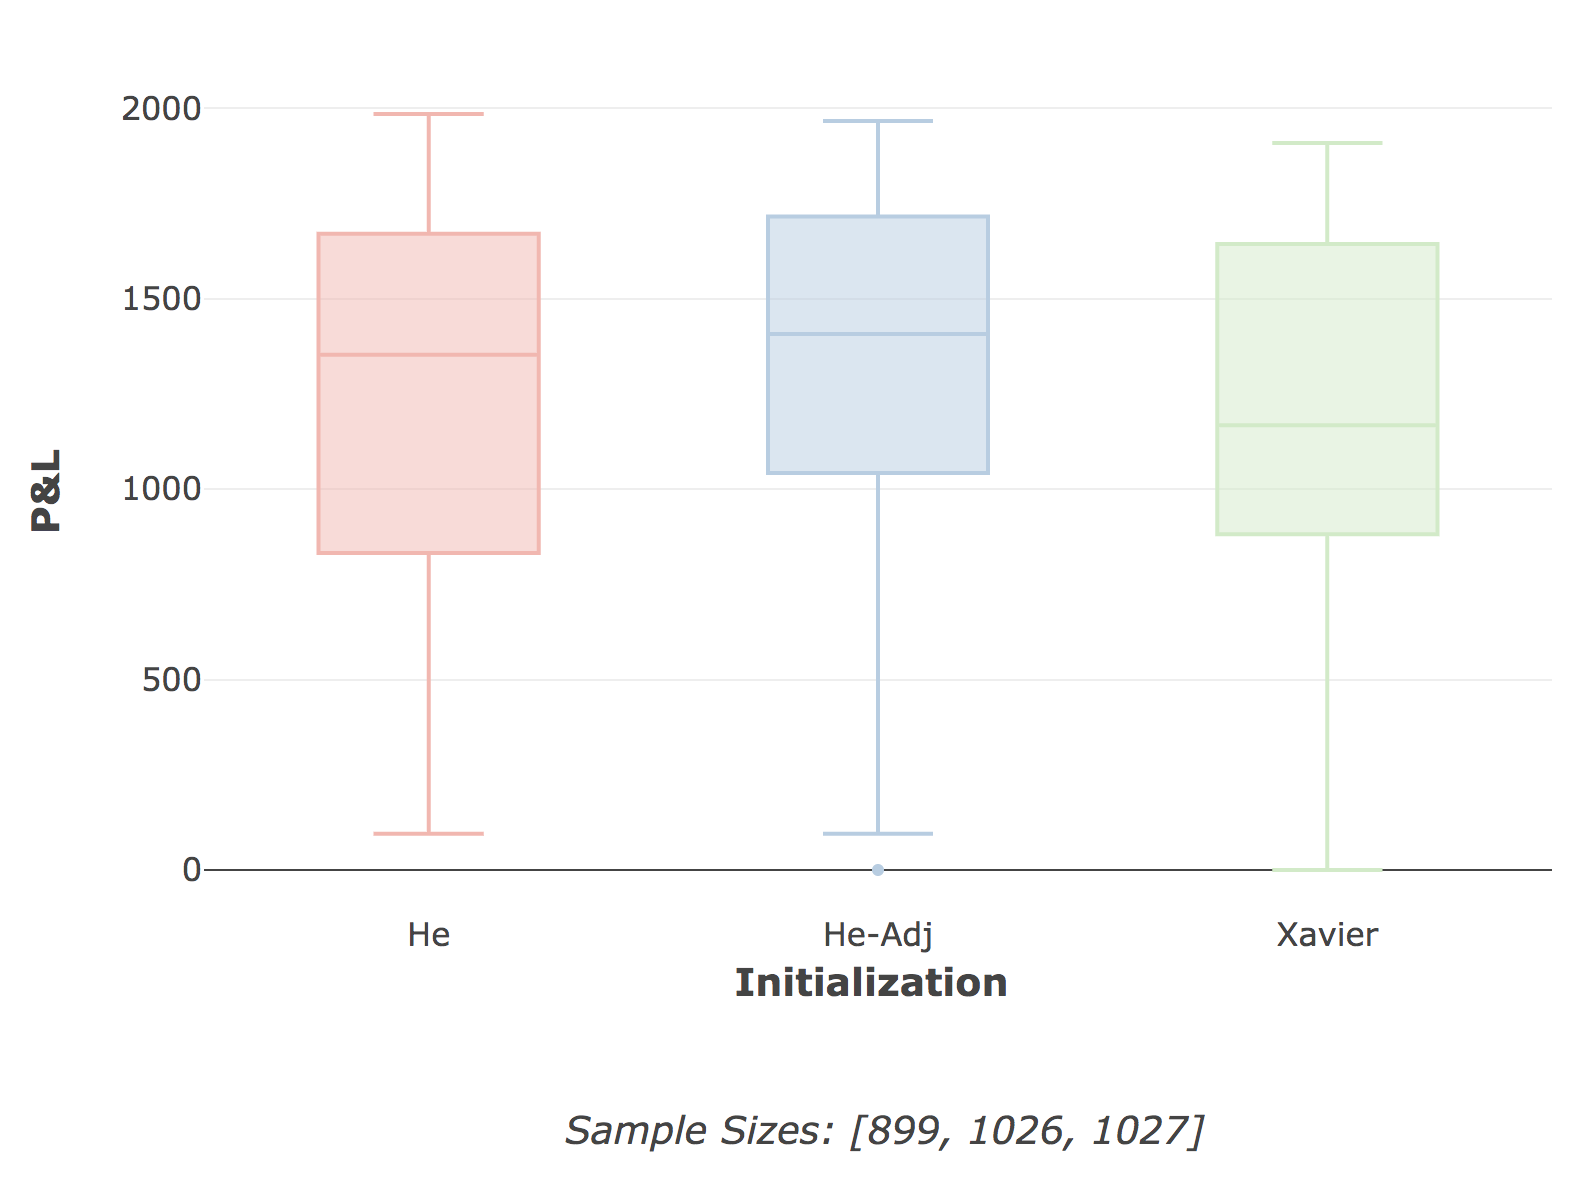 2000
1500
1000
500
0
P&L
He
He-Adj
Xavier
Initialization
Sample Sizes: [899, 1026, 1027]